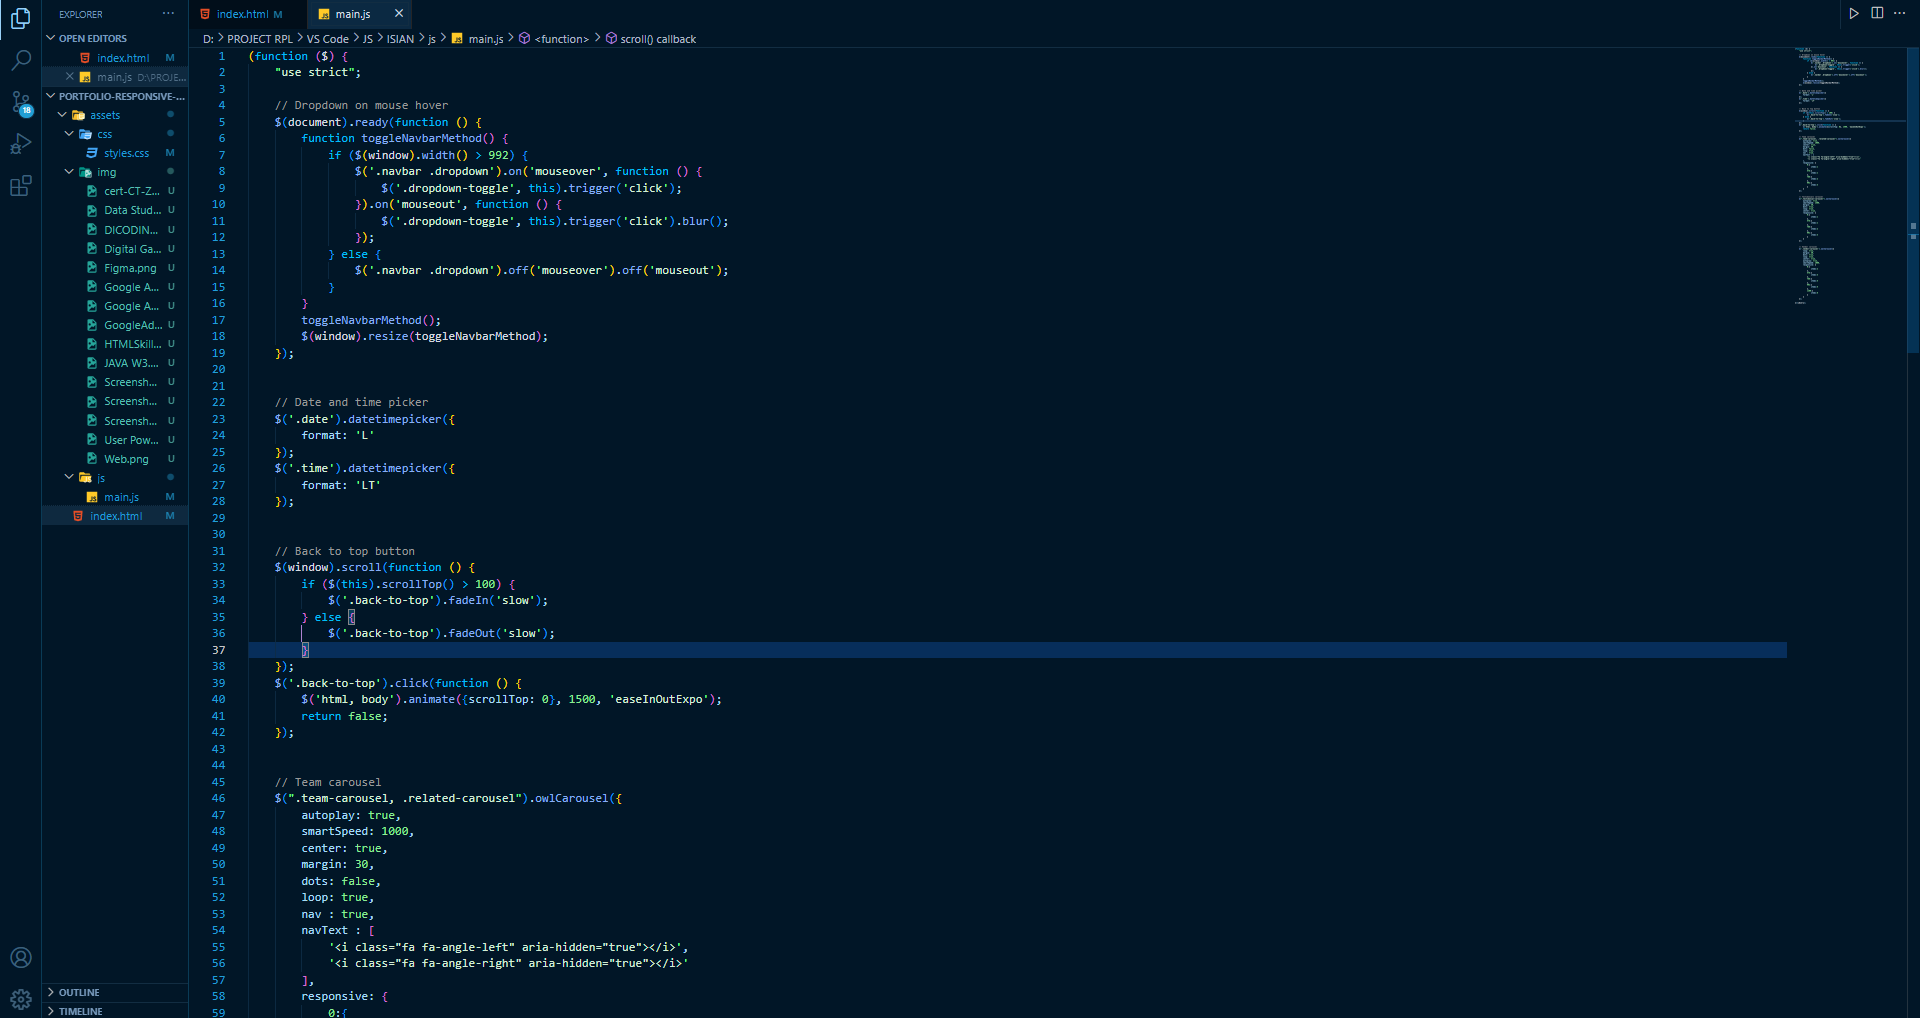 EXPLORER
OPEN EDITORS
index.html M
main.js D:\PROJE...
PORTFOLIO-RESPONSIVE-...
assets
css
styles.css M
img
cert-CT-Z... U
Data Stud... U
DICODIN... U
Digital Ga... U
Figma.png U
Google A... U
Google A... U
GoogleAd... U
HTMLSkill... U
JAVA W3.... U
Screensh... U
Screensh... U
Screensh... U
User Pow... U
Web.png U
js
main.js M
index.html M
OUTLINE
TIMELINE
18
index.html M
main.js
D: > PROJECT RPL > VS Code > JS > ISIAN > js > main.js > <function> > scroll() callback
1 (function ($) {
2 "use strict";
3
4 // Dropdown on mouse hover
5 $(document).ready(function () {
6 function toggleNavbarMethod() {
7 if ($(window).width() > 992) {
8 $('.navbar .dropdown').on('mouseover', function () {
9 $('.dropdown-toggle', this).trigger('click');
10 }).on('mouseout', function () {
11 $('.dropdown-toggle', this).trigger('click').blur();
12 });
13 } else {
14 $('.navbar .dropdown').off('mouseover').off('mouseout');
15 }
16 }
17 toggleNavbarMethod();
18 $(window).resize(toggleNavbarMethod);
19 });
20
21
22 // Date and time picker
23 $('.date').datetimepicker({
24 format: 'L'
25 });
26 $('.time').datetimepicker({
27 format: 'LT'
28 });
29
30
31 // Back to top button
32 $(window).scroll(function () {
33 if ($(this).scrollTop() > 100) {
34 $('.back-to-top').fadeIn('slow');
35 } else {
36 $('.back-to-top').fadeOut('slow');
37 }
38 });
39 $('.back-to-top').click(function () {
40 $('html, body').animate({scrollTop: 0}, 1500, 'easeInOutExpo');
41 return false;
42 });
43
44
45 // Team carousel
46 $(".team-carousel, .related-carousel").owlCarousel({
47 autoplay: true,
48 smartSpeed: 1000,
49 center: true,
50 margin: 30,
51 dots: false,
52 loop: true,
53 nav : true,
54 navText : [
55 '<i class="fa fa-angle-left" aria-hidden="true"></i>',
56 '<i class="fa fa-angle-right" aria-hidden="true"></i>'
57 ],
58 responsive: {
59 0:{